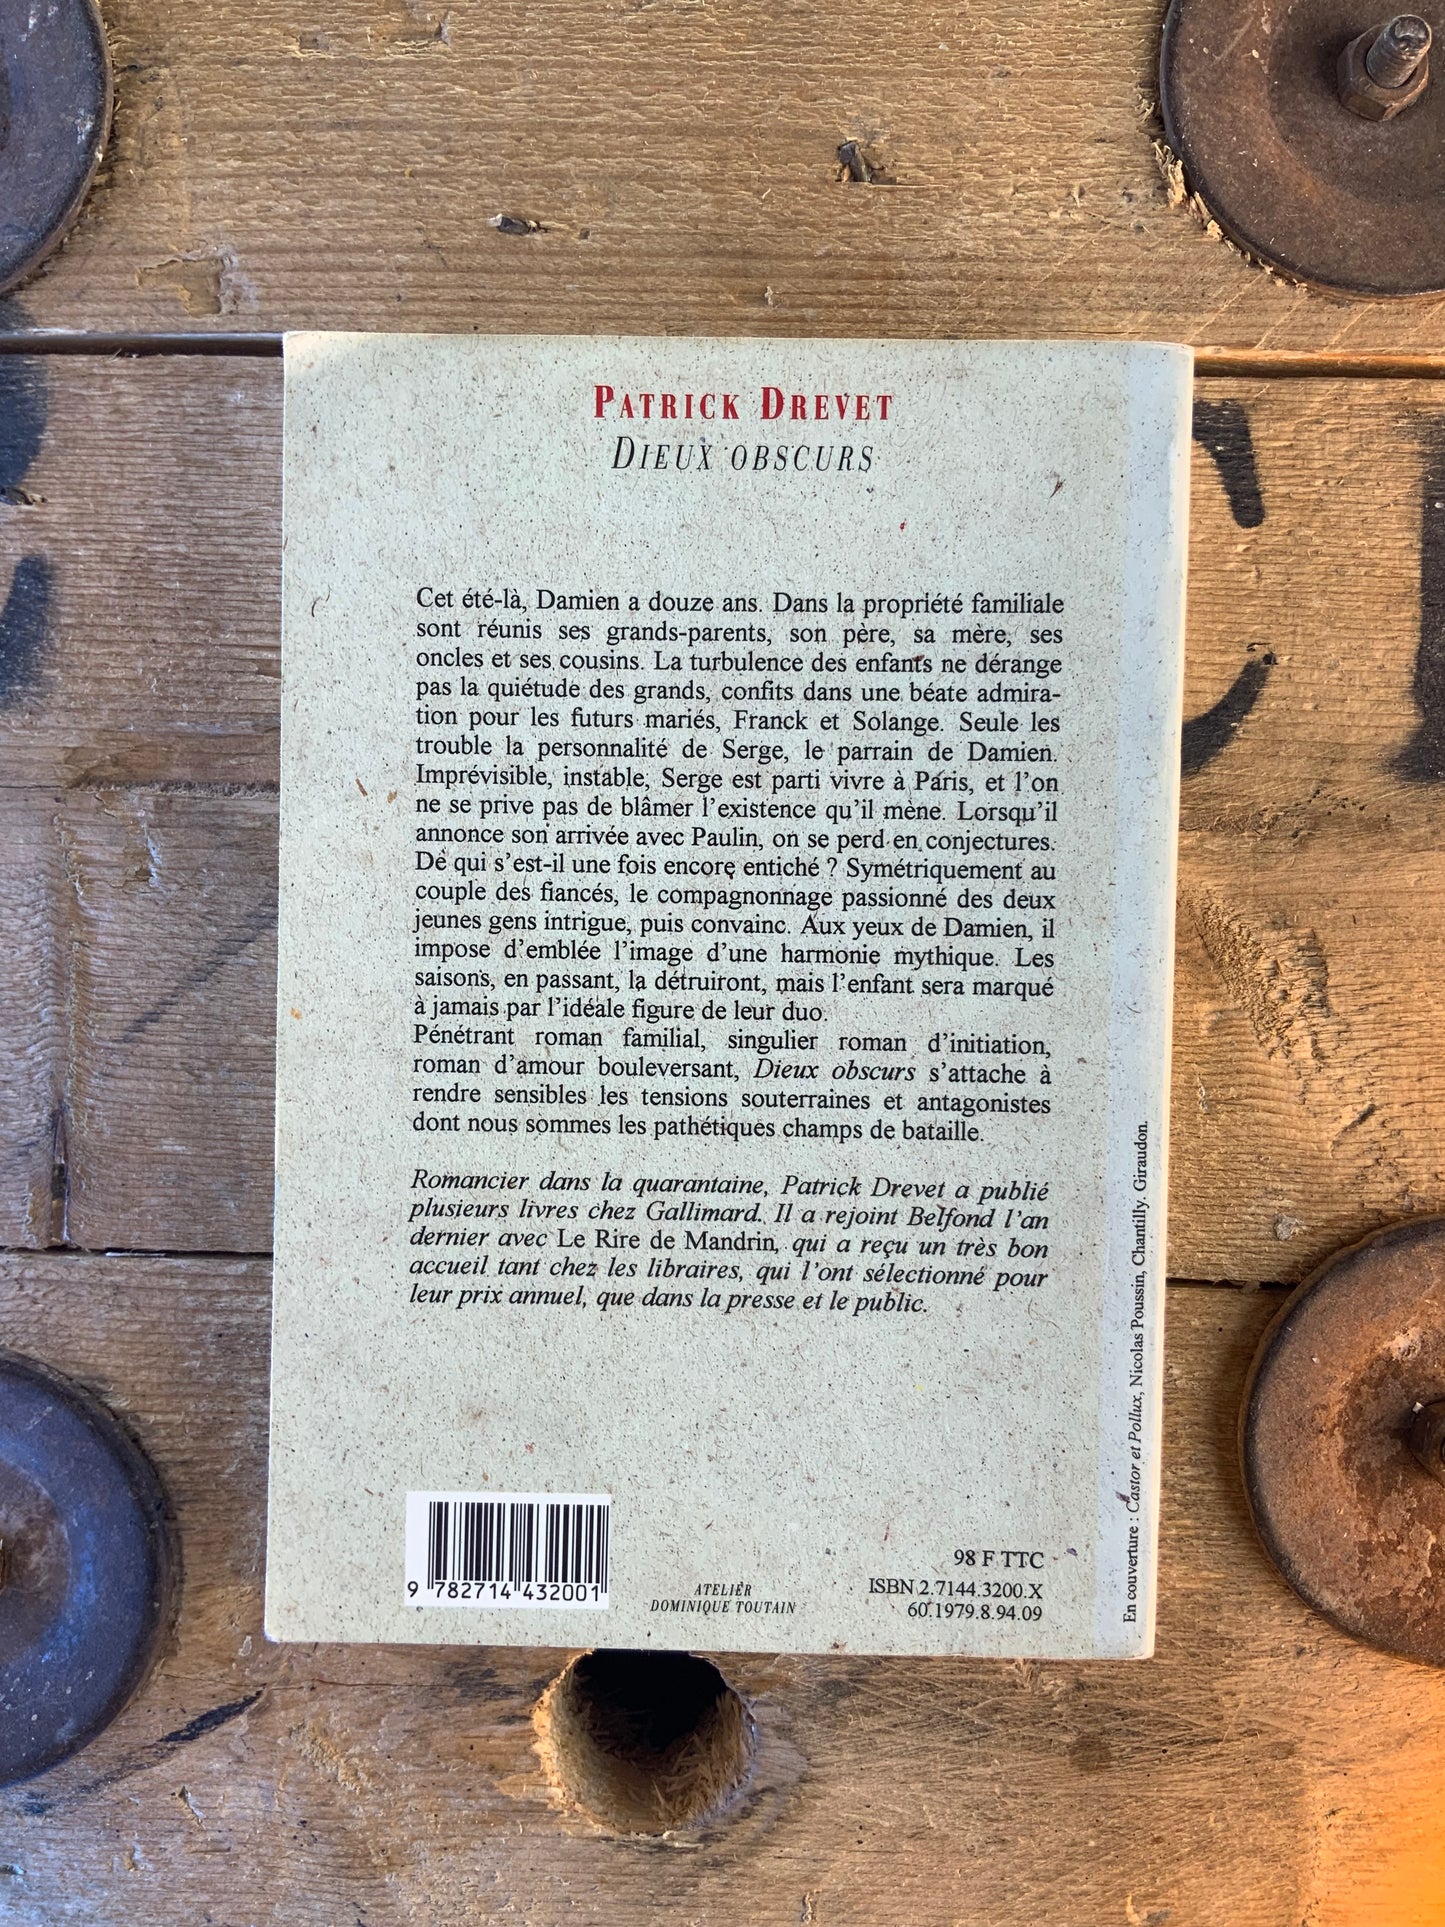 PATRICK DREVET
DIEUX OBSCURS
Cet été-là, Damien a douze ans. Dans la propriété familiale
sont réunis ses grands-parents, son père, sa mère, ses
oncles et ses cousins. La turbulence des enfants ne dérange
pas la quiétude des grands, confits dans une béate admira-
tion pour les futurs mariés, Franck et Solange. Seule les
trouble la personnalité de Serge, le parrain de Damien.
Imprévisible, instable, Serge est parti vivre à Paris, et l'on
ne se prive pas de blâmer l'existence qu'il mène. Lorsqu'il
annonce son arrivée avec Paulin, on se perd en conjectures.
De qui s'est-il une fois encore entiché ? Symétriquement au
couple des fiancés, le compagnonnage passionné des deux
jeunes gens intrigue, puis convainc. Aux yeux de Damien, il
impose d'emblée l'image d'une harmonie mythique. Les
saisons, en passant, la détruiront, mais l'enfant sera marqué
à jamais par l'idéale figure de leur duo.
Pénétrant roman familial, singulier roman d'initiation,
roman d'amour bouleversant, Dieux obscurs s'attache à
rendre sensibles les tensions souterraines et antagonistes
dont nous sommes les pathétiques champs de bataille.
Romancier dans la quarantaine, Patrick Drevet a publié
plusieurs livres chez Gallimard. Il a rejoint Belfond l'an
dernier avec Le Rire de Mandrin, qui a reçu un très bon
accueil tant chez les libraires, qui l'ont sélectionné pour
leur prix annuel, que dans la presse et le public.
9 782714 432001
ATELIER
DOMINIQUE TOUTAIN
98 F TTC
ISBN 2.7144.3200.X
60.1979.8.94.09
En couverture : Castor et Pollux, Nicolas Poussin, Chantilly. Giraudon.